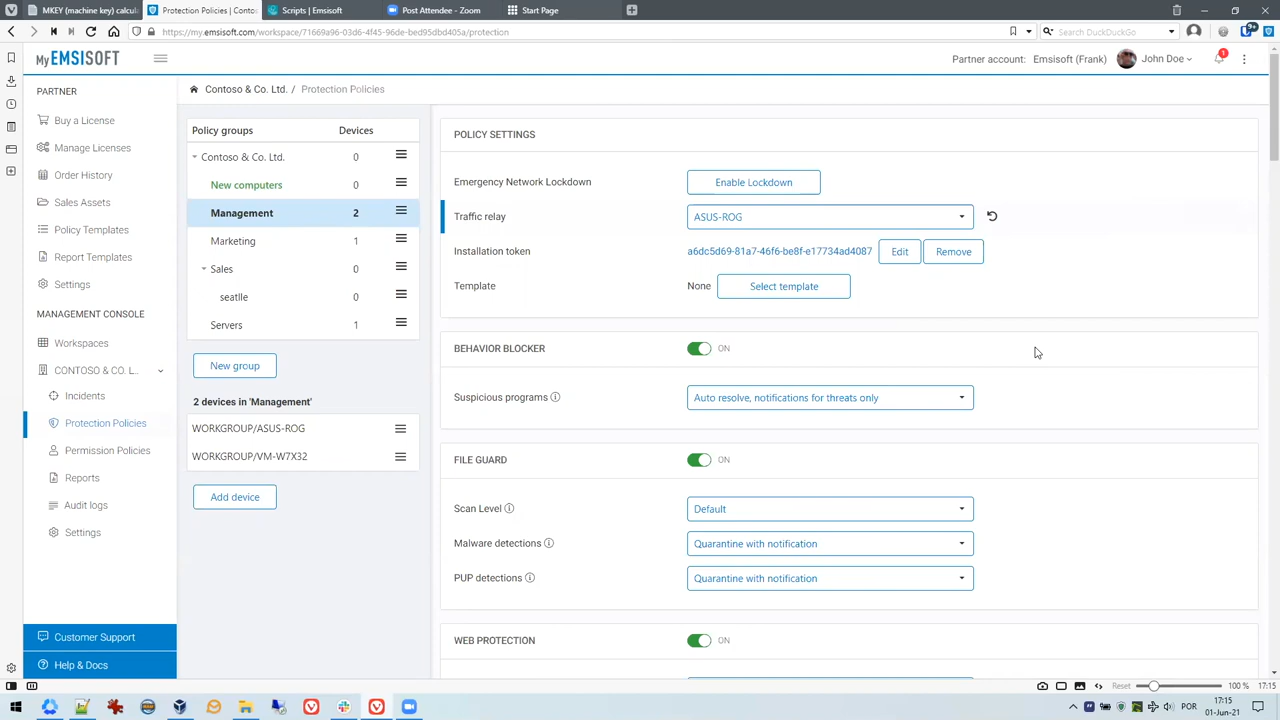 MKEY (machine key) calcul
Protection Policies (Contos
Scripts | Emsisoft
Post Attendee - Zoom
Start Page
https://my.emsisoft.com/workspace/71669a96-03d6-4f45-96de-bed95dbd405a/protection
Search DuckDuckGo
9+
My EMSISOFT
Partner account: Emsisoft (Frank)
John Doe
1
PARTNER
Buy a License
Manage Licenses
Order History
Sales Assets
Policy Templates
Report Templates
Settings
MANAGEMENT CONSOLE
Workspaces
CONTOSO & CO. L...
Incidents
Protection Policies
Permission Policies
Reports
Audit logs
Settings
Customer Support
Help & Docs
Contoso & Co. Ltd. / Protection Policies
Policy groups Devices
Contoso & Co. Ltd. 0
New computers 0
Management 2
Marketing 1
Sales 0
seatlle 0
Servers 1
New group
2 devices in 'Management'
WORKGROUP/ASUS-ROG
WORKGROUP/VM-W7X32
Add device
POLICY SETTINGS
Emergency Network Lockdown Enable Lockdown
Traffic relay ASUS-ROG
Installation token a6dc5d69-81a7-46f6-be8f-e17734ad4087 Edit Remove
Template None Select template
BEHAVIOR BLOCKER ON
Suspicious programs Auto resolve, notifications for threats only
FILE GUARD ON
Scan Level Default
Malware detections Quarantine with notification
PUP detections Quarantine with notification
WEB PROTECTION ON
Reset 100 % 17:15
POR
17:15
01-Jun-21